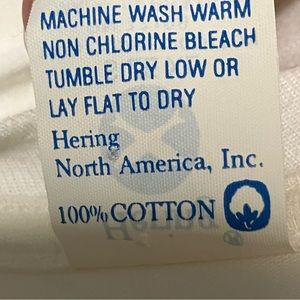 MACHINE WASH WARM
NON CHLORINE BLEACH
TUMBLE DRY LOW OR
LAY FLAT TO DRY
Hering
North America, Inc.
100% COTTON
Hering